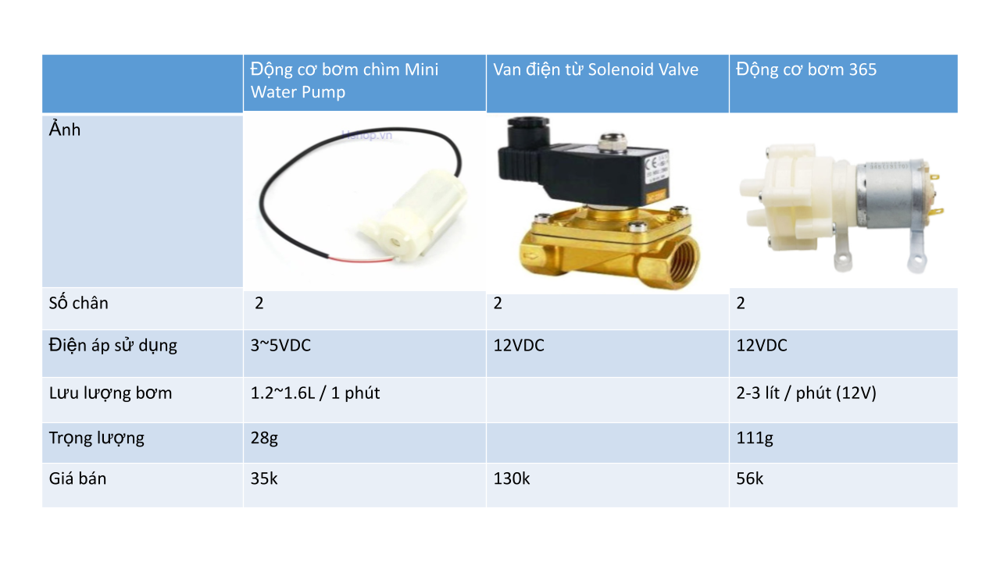 Động cơ bơm chìm Mini Water Pump
Van điện từ Solenoid Valve
Động cơ bơm 365
Ảnh
Hshop.vn
CE
Số chân
2
2
2
Điện áp sử dụng
3~5VDC
12VDC
12VDC
Lưu lượng bơm
1.2~1.6L / 1 phút
2-3 lít / phút (12V)
Trọng lượng
28g
111g
Giá bán
35k
130k
56k